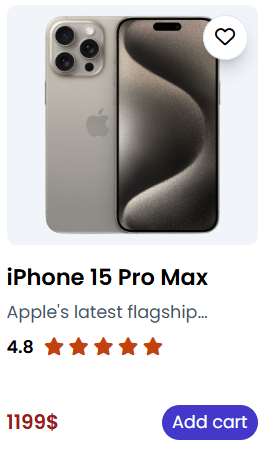 iPhone 15 Pro Max
Apple's latest flagship...
4.8
1199$
Add cart